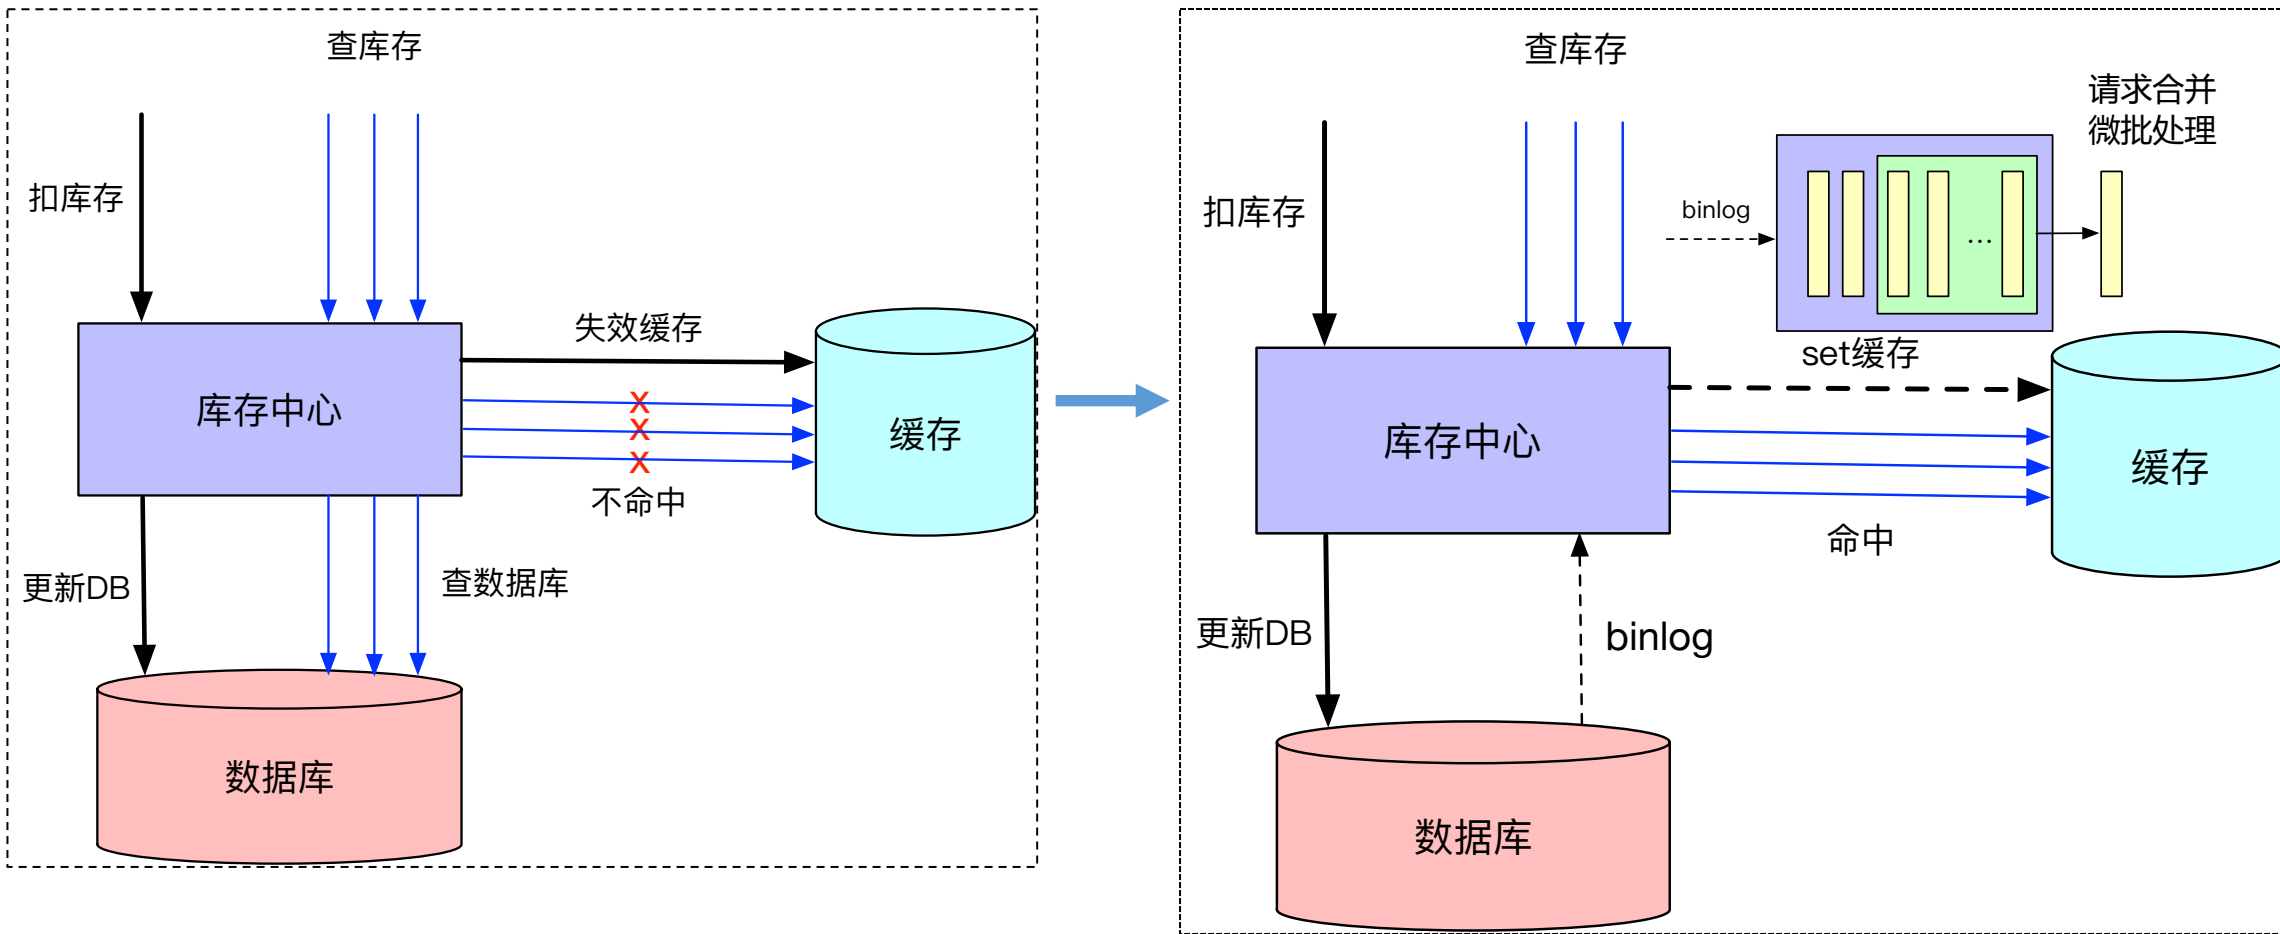 查库存
扣库存
失效缓存
库存中心
X
X
X
缓存
不命中
更新DB
查数据库
数据库
查库存
请求合并
微批处理
扣库存
binlog
...
set缓存
库存中心
缓存
命中
更新DB
binlog
数据库